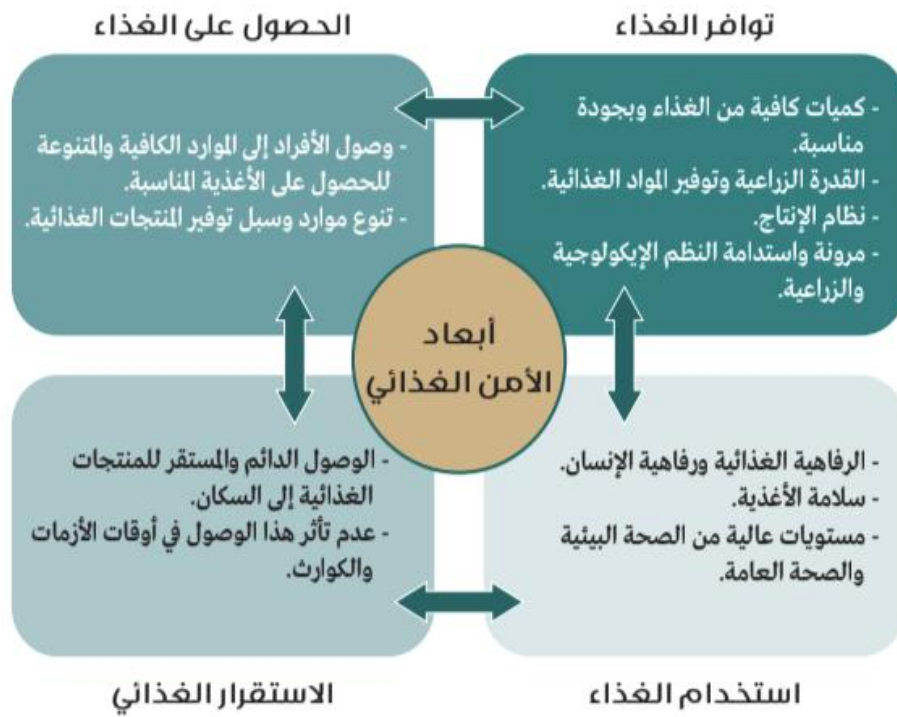 توافر الغذاء
- كميات كافية من الغذاء وبجودة
مناسبة.
- القدرة الزراعية وتوفير المواد الغذائية.
- نظام الإنتاج.
- مرونة واستدامة النظم الإيكولوجية
والزراعية.
الحصول على الغذاء
- وصول الأفراد إلى الموارد الكافية والمتنوعة
للحصول على الأغذية المناسبة.
- تنوع موارد وسبل توفير المنتجات الغذائية.
أبعاد
الأمن الغذائي
- الرفاهية الغذائية ورفاهية الإنسان.
- سلامة الأغذية.
- مستويات عالية من الصحة البيئية
والصحة العامة.
استخدام الغذاء
- الوصول الدائم والمستقر للمنتجات
الغذائية إلى السكان.
- عدم تأثر هذا الوصول في أوقات الأزمات
والكوارث.
الاستقرار الغذائي